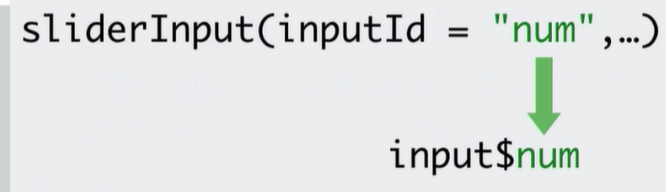 sliderInput(inputId = "num",…)
input$num